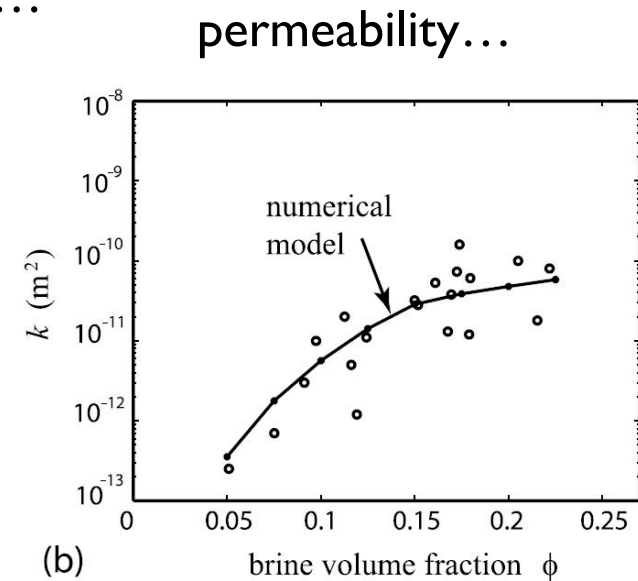 …
permeability…
10⁻⁸
10⁻⁹
10⁻¹⁰
10⁻¹¹
10⁻¹²
10⁻¹³
k (m²)
numerical
model
0 0.05 0.1 0.15 0.2 0.25
(b) brine volume fraction ϕ